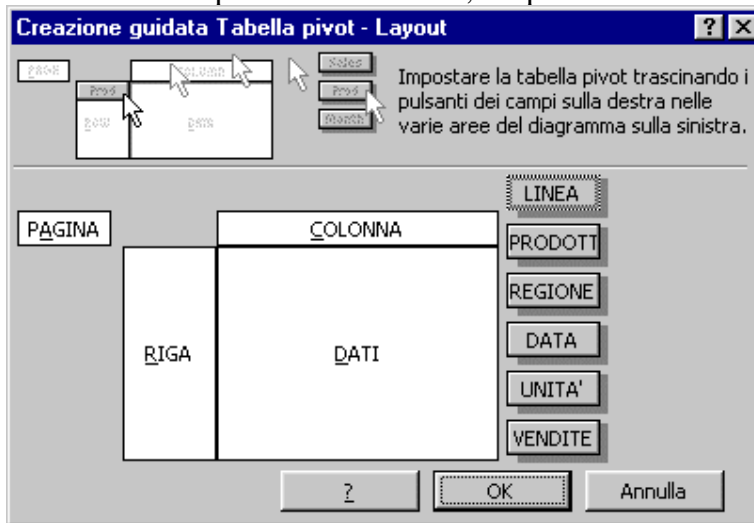 Creazione guidata Tabella pivot - Layout
PAGE
COLUMN
Prod
ROW
DATA
Sales
Prod
Month
Impostare la tabella pivot trascinando i
pulsanti dei campi sulla destra nelle
varie aree del diagramma sulla sinistra.
PAGINA
COLONNA
RIGA
DATI
LINEA
PRODOTT
REGIONE
DATA
UNITA'
VENDITE
?
OK
Annulla